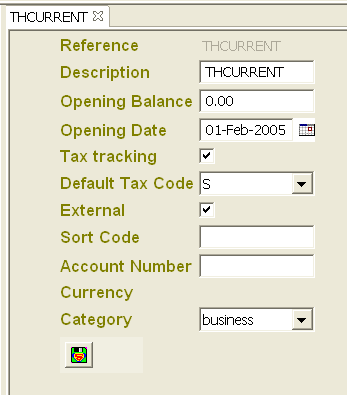 THCURRENT
Reference THCURRENT
Description THCURRENT
Opening Balance 0.00
Opening Date 01-Feb-2005
Tax tracking
Default Tax Code S
External
Sort Code
Account Number
Currency
Category business